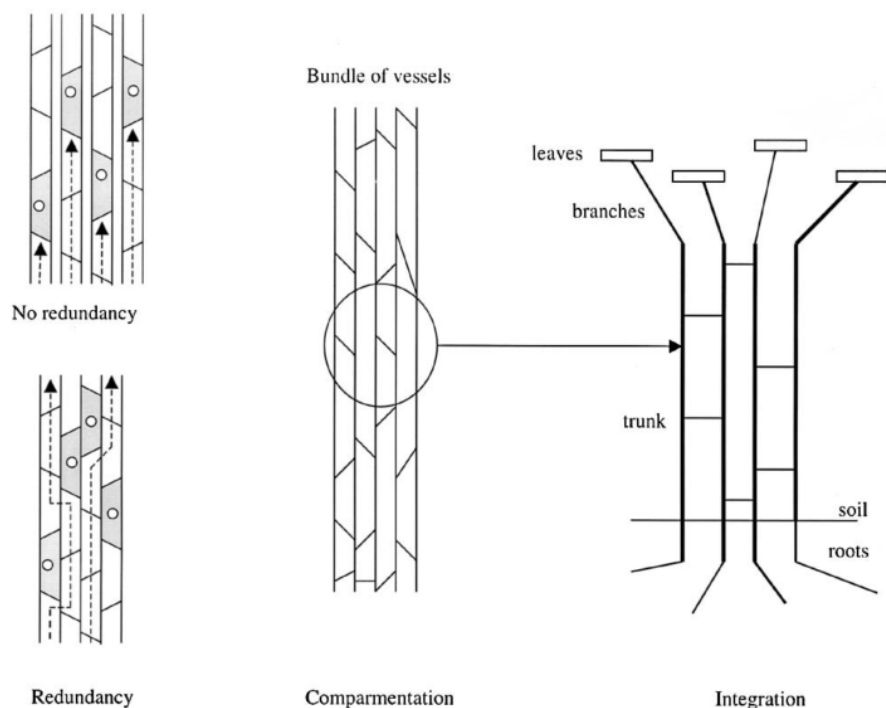 Bundle of vessels
leaves
branches
No redundancy
trunk
soil
roots
Redundancy
Comparmentation
Integration